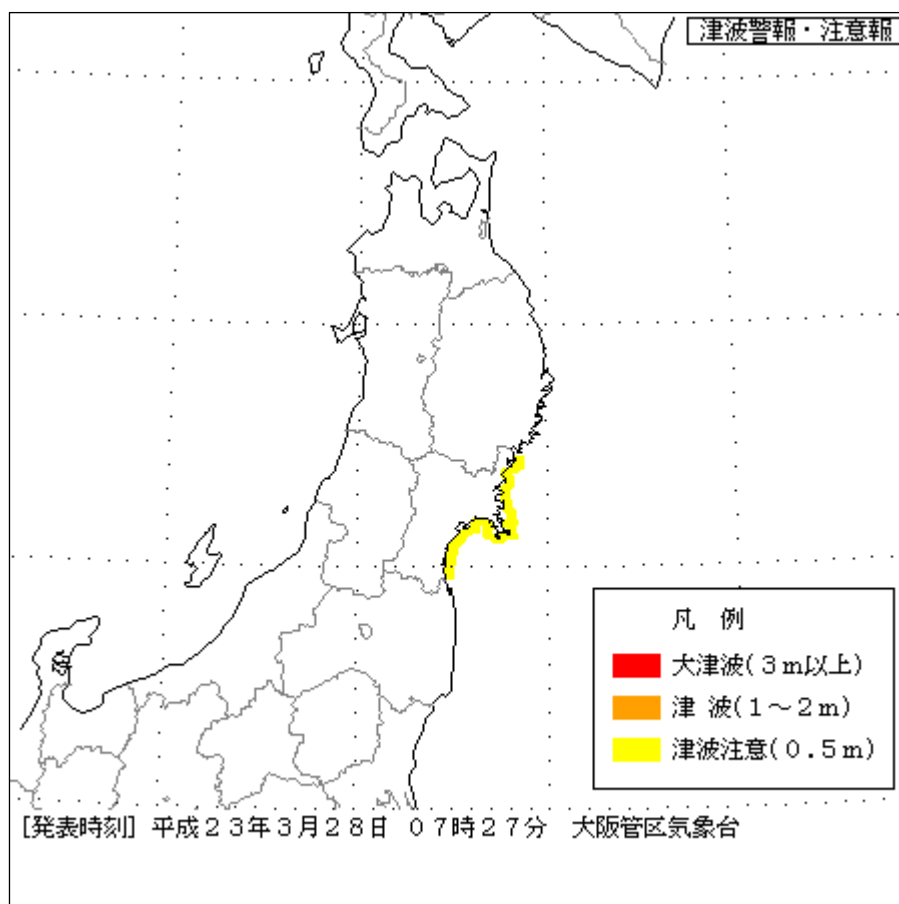 津波警報・注意報
凡 例
大津波(３ｍ以上)
津 波(１～２ｍ)
津波注意(０.５ｍ)
[発表時刻] 平成２３年３月２８日 ０７時２７分 大阪管区気象台